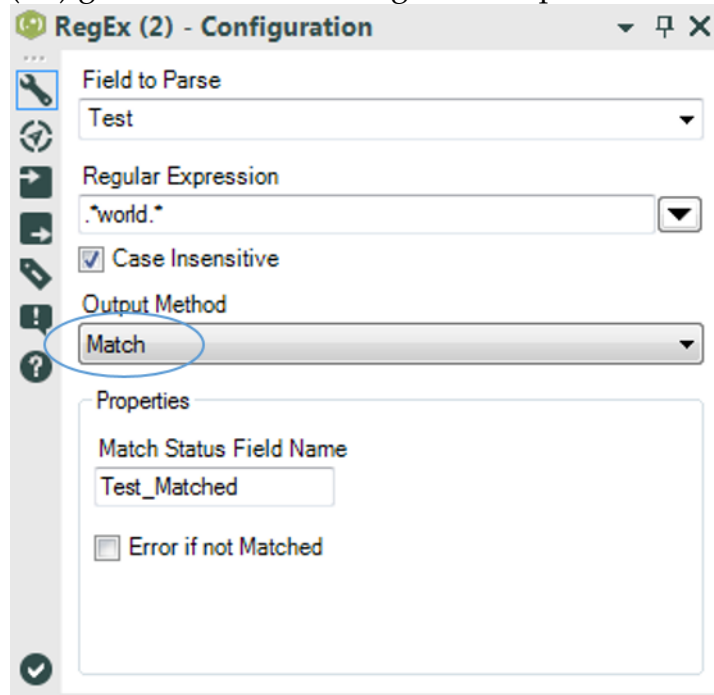 RegEx (2) - Configuration
Field to Parse
Test
Regular Expression
.*world.*
Case Insensitive
Output Method
Match
Properties
Match Status Field Name
Test_Matched
Error if not Matched